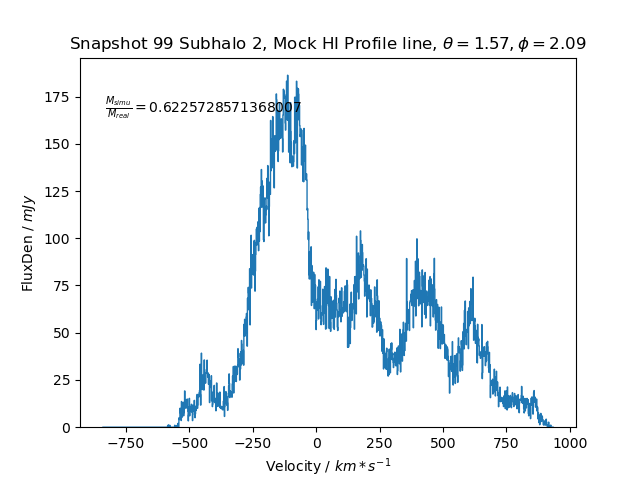 Snapshot 99 Subhalo 2, Mock HI Profile line, θ = 1.57, ϕ = 2.09
M_simu/M_real = 0.6225728571368007
175
150
125
100
75
50
25
0
FluxDen / mJy
−750 −500 −250 0 250 500 750 1000
Velocity / km * s⁻¹